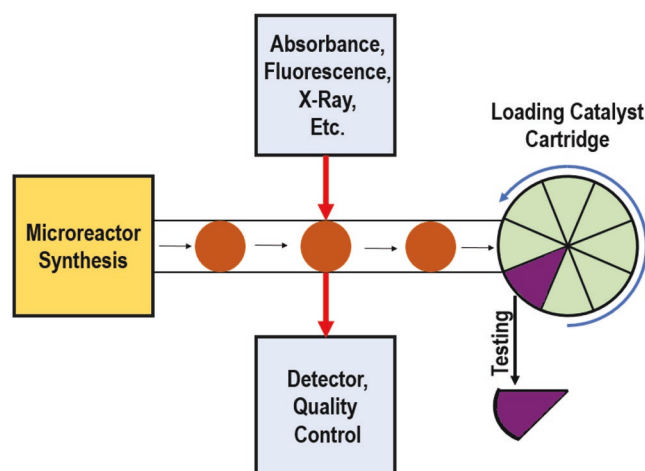 Absorbance,
Fluorescence,
X-Ray,
Etc.
Loading Catalyst
Cartridge
Microreactor
Synthesis
Testing
Detector,
Quality
Control